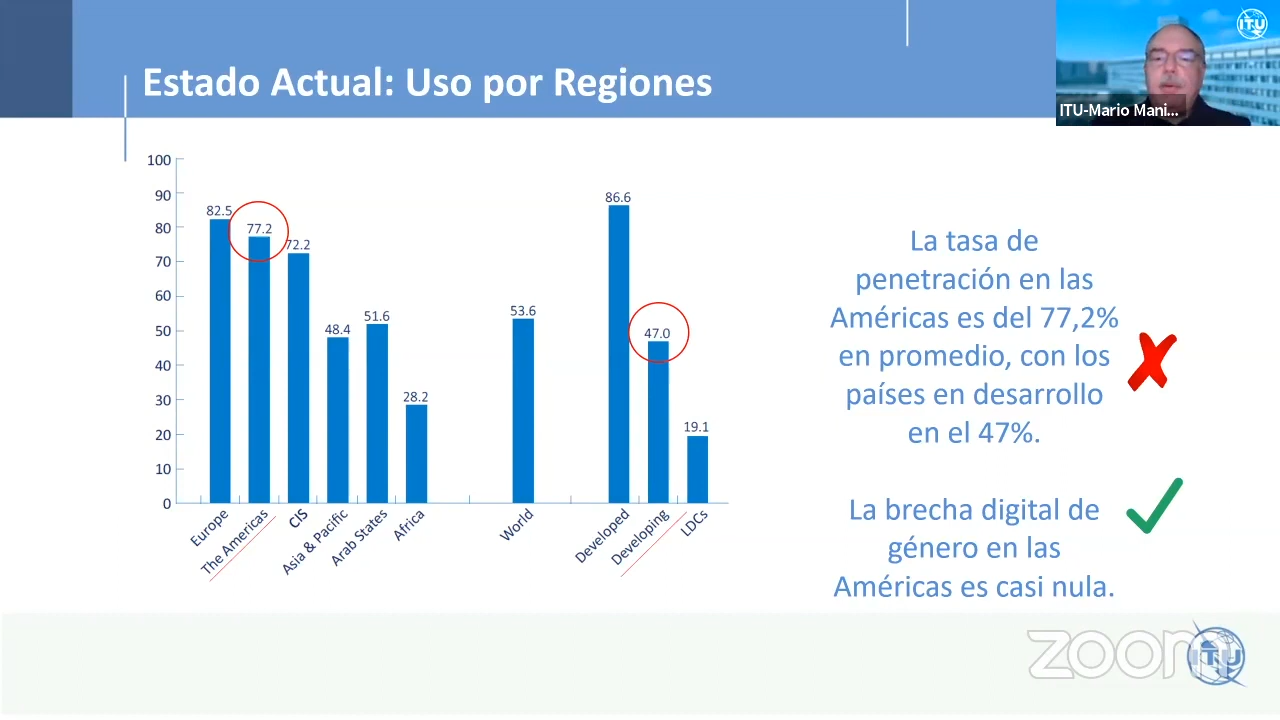 Estado Actual: Uso por Regiones
ITU
ITU-Mario Mani...
100
90
80
70
60
50
40
30
20
10
0
82.5
77.2
72.2
48.4
51.6
28.2
53.6
86.6
47.0
19.1
Europe
The Americas
CIS
Asia & Pacific
Arab States
Africa
World
Developed
Developing
LDCs
La tasa de
penetración en las
Américas es del 77,2%
en promedio, con los
países en desarrollo
en el 47%.
La brecha digital de
género en las
Américas es casi nula.
zoom
ITU